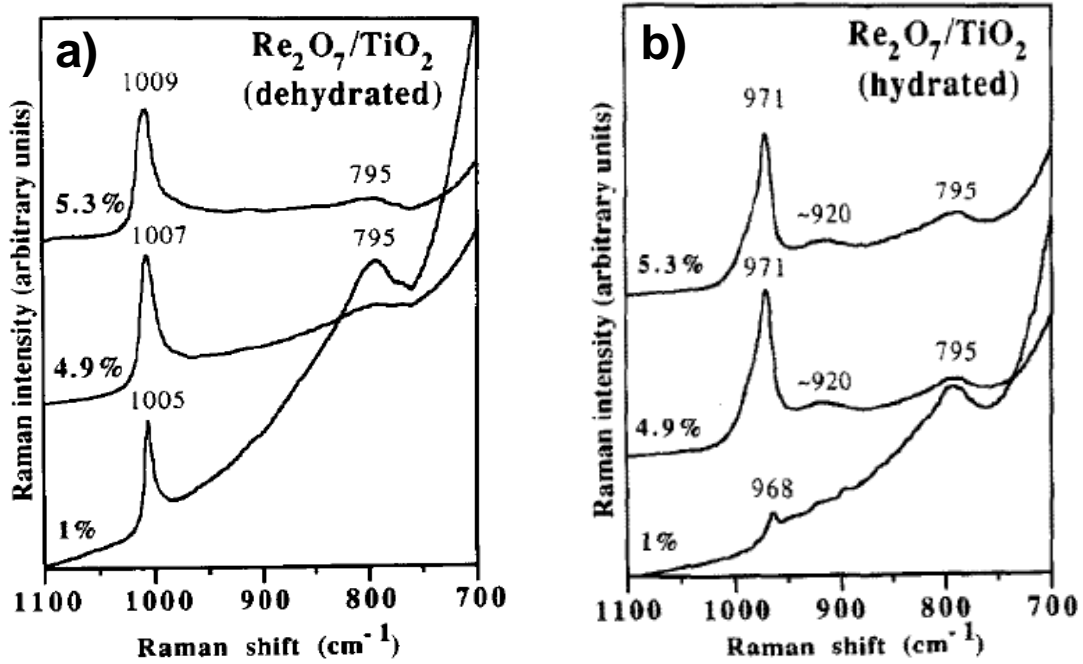 a)
Re2O7/TiO2
(dehydrated)
1009
795
5.3%
1007
795
4.9%
1005
1%
1100 1000 900 800 700
Raman shift (cm-1)
Raman intensity (arbitrary units)
b)
Re2O7/TiO2
(hydrated)
971
~920
795
5.3%
971
~920
795
4.9%
968
1%
1100 1000 900 800 700
Raman shift (cm-1)
Raman intensity (arbitrary units)